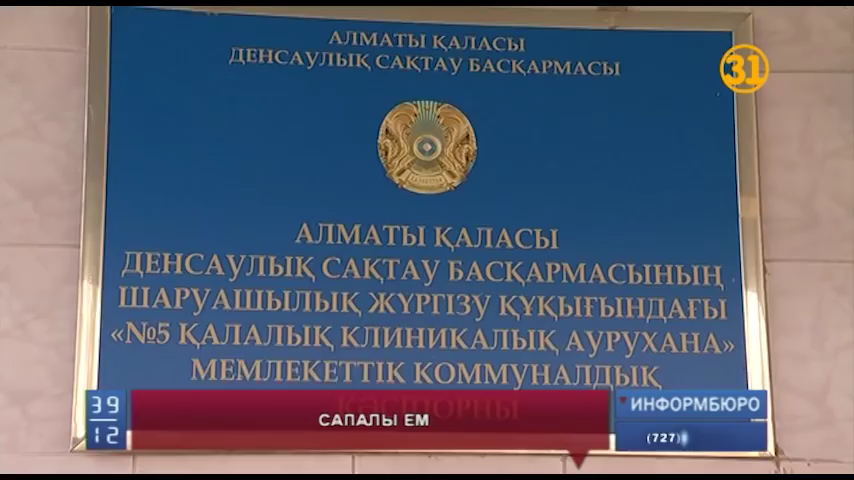 АЛМАТЫ ҚАЛАСЫ
ДЕНСАУЛЫҚ САҚТАУ БАСҚАРМАСЫ
31
АЛМАТЫ ҚАЛАСЫ
ДЕНСАУЛЫҚ САҚТАУ БАСҚАРМАСЫНЫҢ
ШАРУАШЫЛЫҚ ЖҮРГІЗУ ҚҰҚЫҒЫНДАҒЫ
«№5 ҚАЛАЛЫҚ КЛИНИКАЛЫҚ АУРУХАНА»
МЕМЛЕКЕТТІК КОММУНАЛДЫҚ
КӘСІПОРНЫ
39
12
САПАЛЫ ЕМ
ИНФОРМБЮРО
(727)